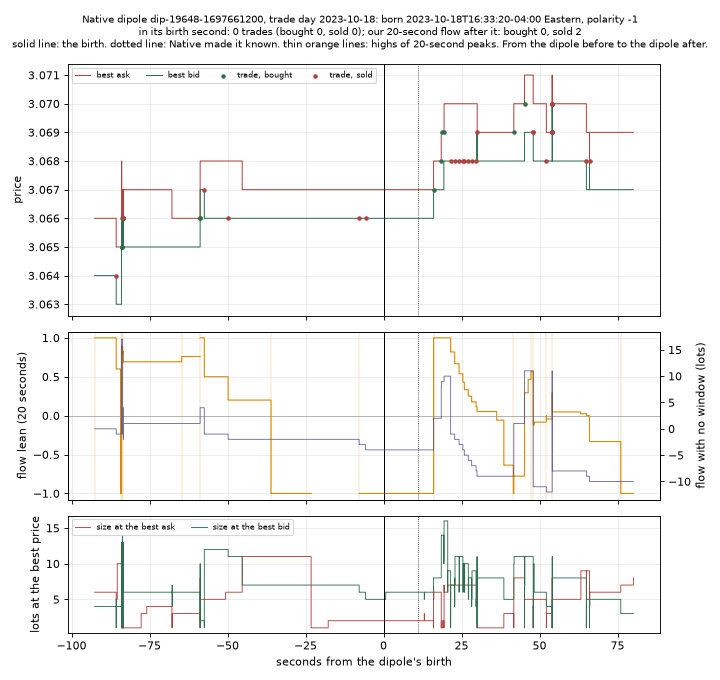 Native dipole dip-19648-1697661200, trade day 2023-10-18: born 2023-10-18T16:33:20-04:00 Eastern, polarity -1
in its birth second: 0 trades (bought 0, sold 0); our 20-second flow after it: bought 0, sold 2
solid line: the birth. dotted line: Native made it known. thin orange lines: highs of 20-second peaks. From the dipole before to the dipole after.
best ask
best bid
trade, bought
trade, sold
3.071
3.070
3.069
3.068
3.067
3.066
3.065
3.064
3.063
price
1.0
0.5
0.0
−0.5
−1.0
flow lean (20 seconds)
15
10
5
0
−5
−10
flow with no window (lots)
size at the best ask
size at the best bid
15
10
5
lots at the best price
−100
−75
−50
−25
0
25
50
75
seconds from the dipole's birth